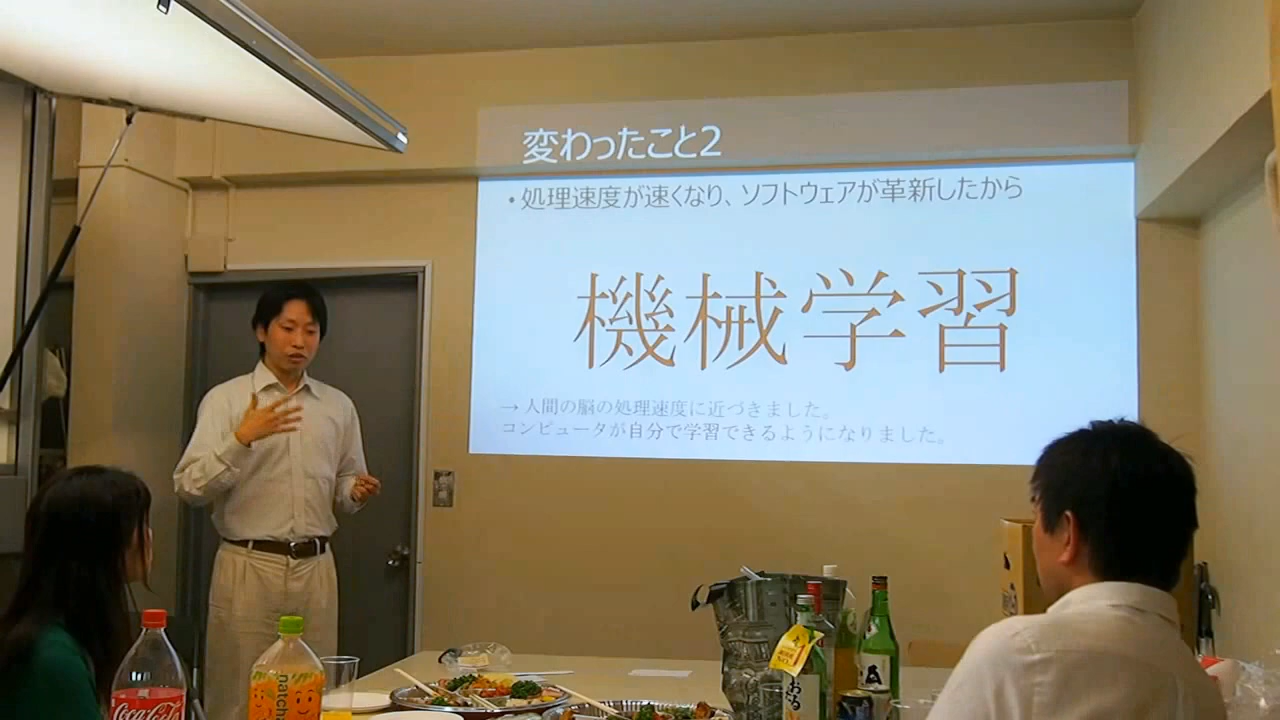 変わったこと2
・処理速度が速くなり、ソフトウェアが革新したから
機械学習
→ 人間の脳の処理速度に近づきました。
コンピュータが自分で学習できるようになりました。
Coca-Cola
natch